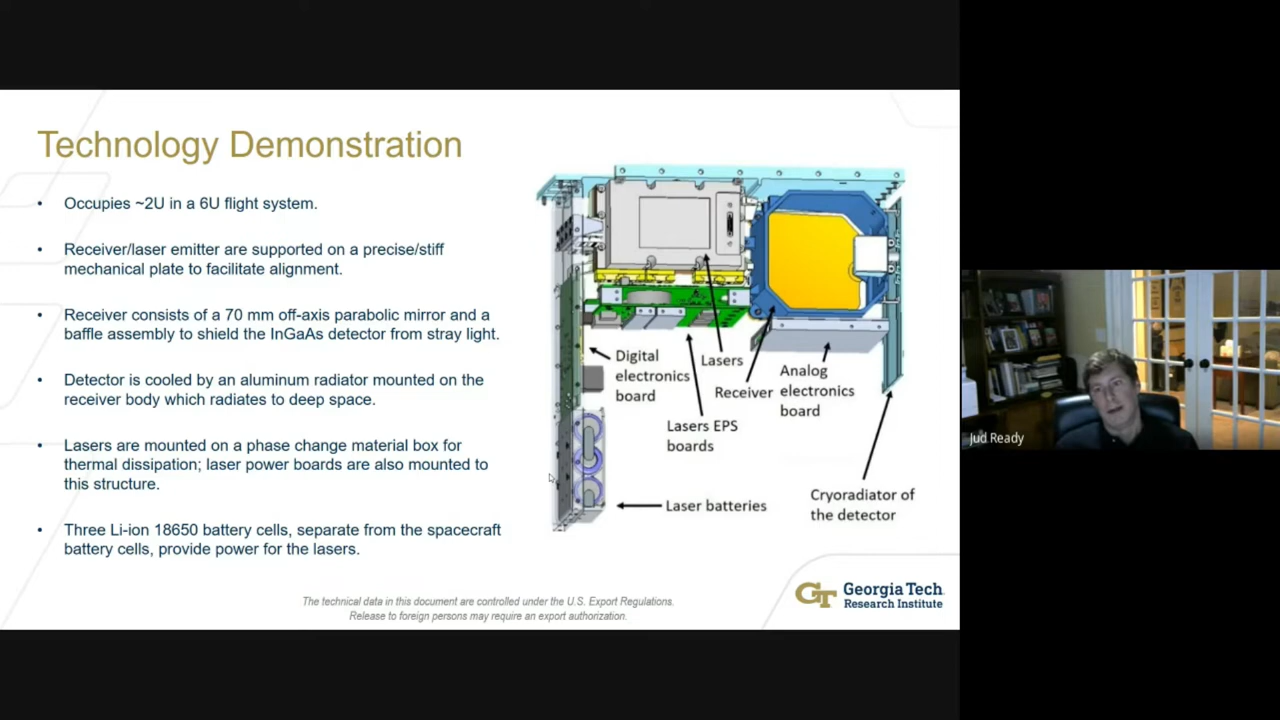 Technology Demonstration
• Occupies ~2U in a 6U flight system.
• Receiver/laser emitter are supported on a precise/stiff
mechanical plate to facilitate alignment.
• Receiver consists of a 70 mm off-axis parabolic mirror and a
baffle assembly to shield the InGaAs detector from stray light.
• Detector is cooled by an aluminum radiator mounted on the
receiver body which radiates to deep space.
• Lasers are mounted on a phase change material box for
thermal dissipation; laser power boards are also mounted to
this structure.
• Three Li-ion 18650 battery cells, separate from the spacecraft
battery cells, provide power for the lasers.
Digital
electronics
board
Lasers
Receiver
Analog
electronics
board
Lasers EPS
boards
Laser batteries
Cryoradiator of
the detector
The technical data in this document are controlled under the U.S. Export Regulations.
Release to foreign persons may require an export authorization.
GT
Georgia Tech
Research Institute
Jud Ready